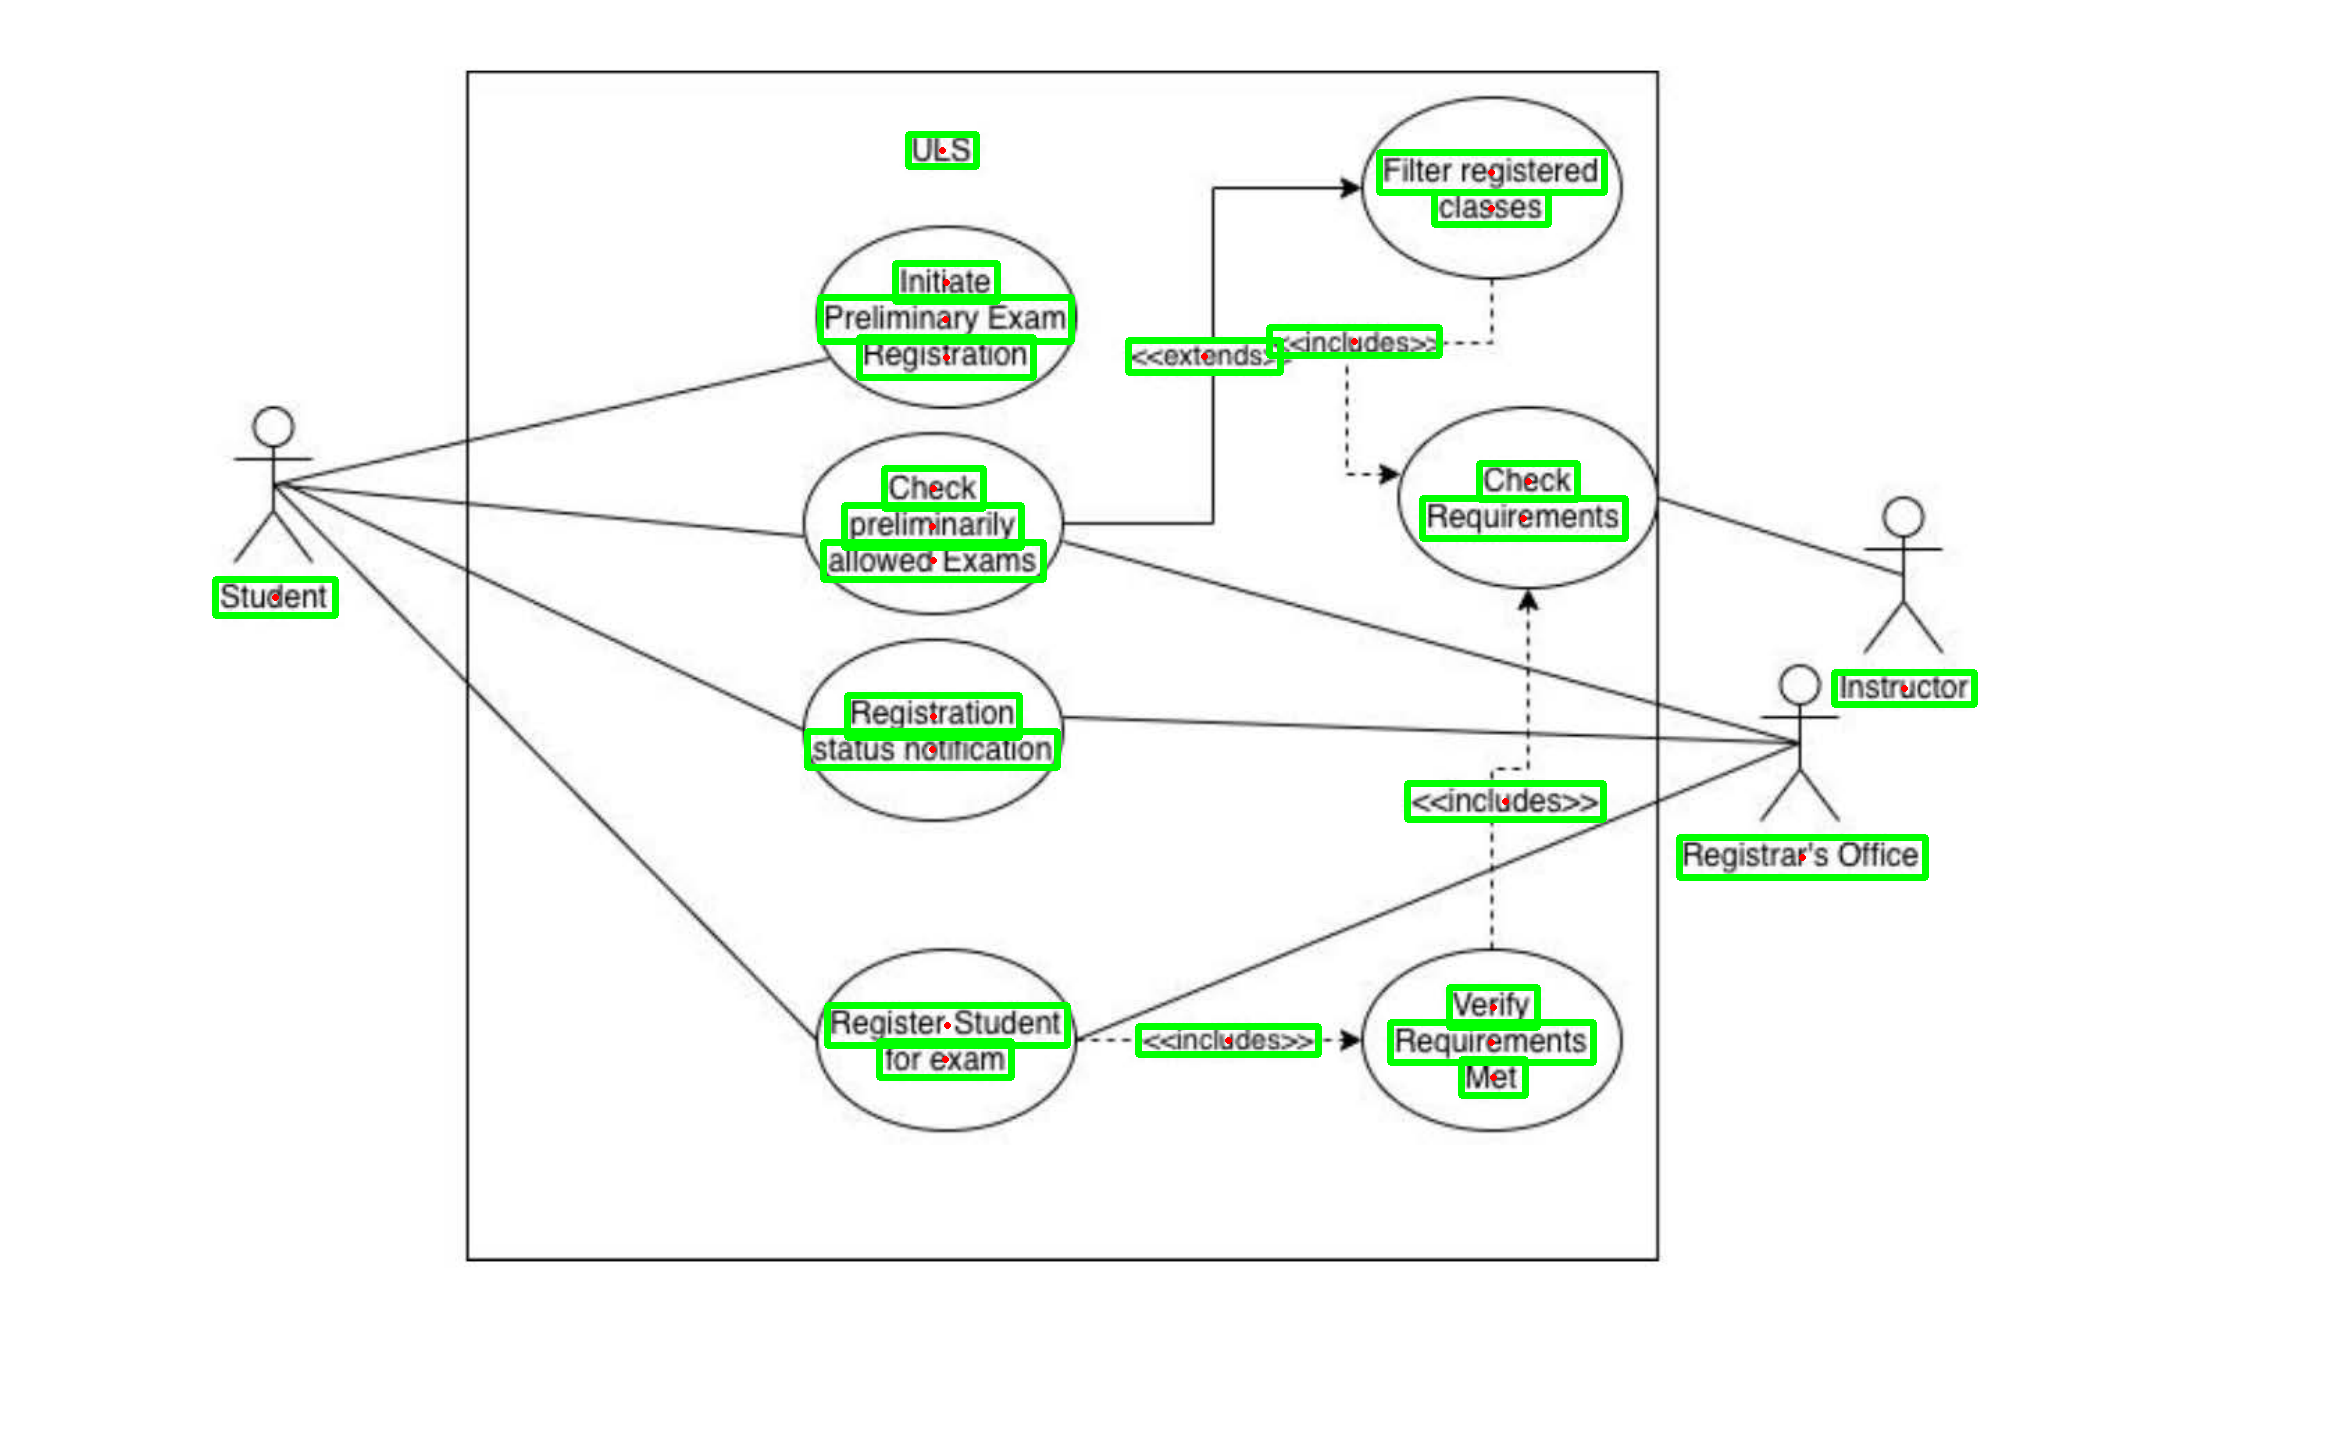 ULS
Filter registered
classes
Initiate
Preliminary Exam
Registration
<<extends>>
<<includes>>
Check
preliminarily
allowed Exams
Check
Requirements
Student
Instructor
Registration
status notification
<<includes>>
Registrar's Office
Register Student
for exam
<<includes>>
Verify
Requirements
Met